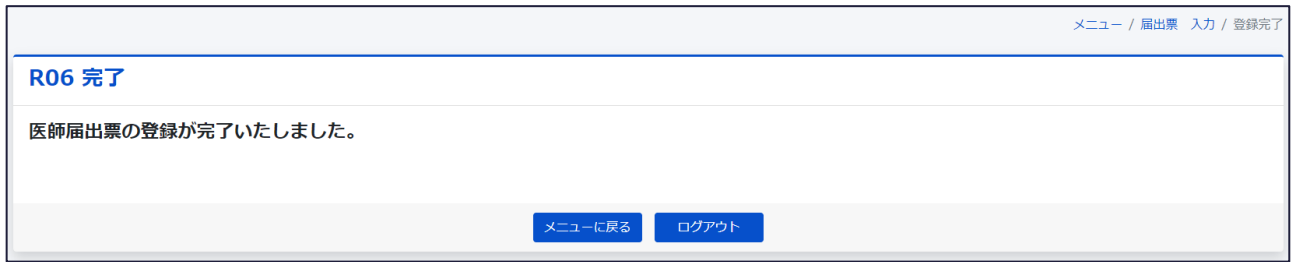 メニュー / 届出票　入力 / 登録完了
R06 完了
医師届出票の登録が完了いたしました。
メニューに戻る ログアウト